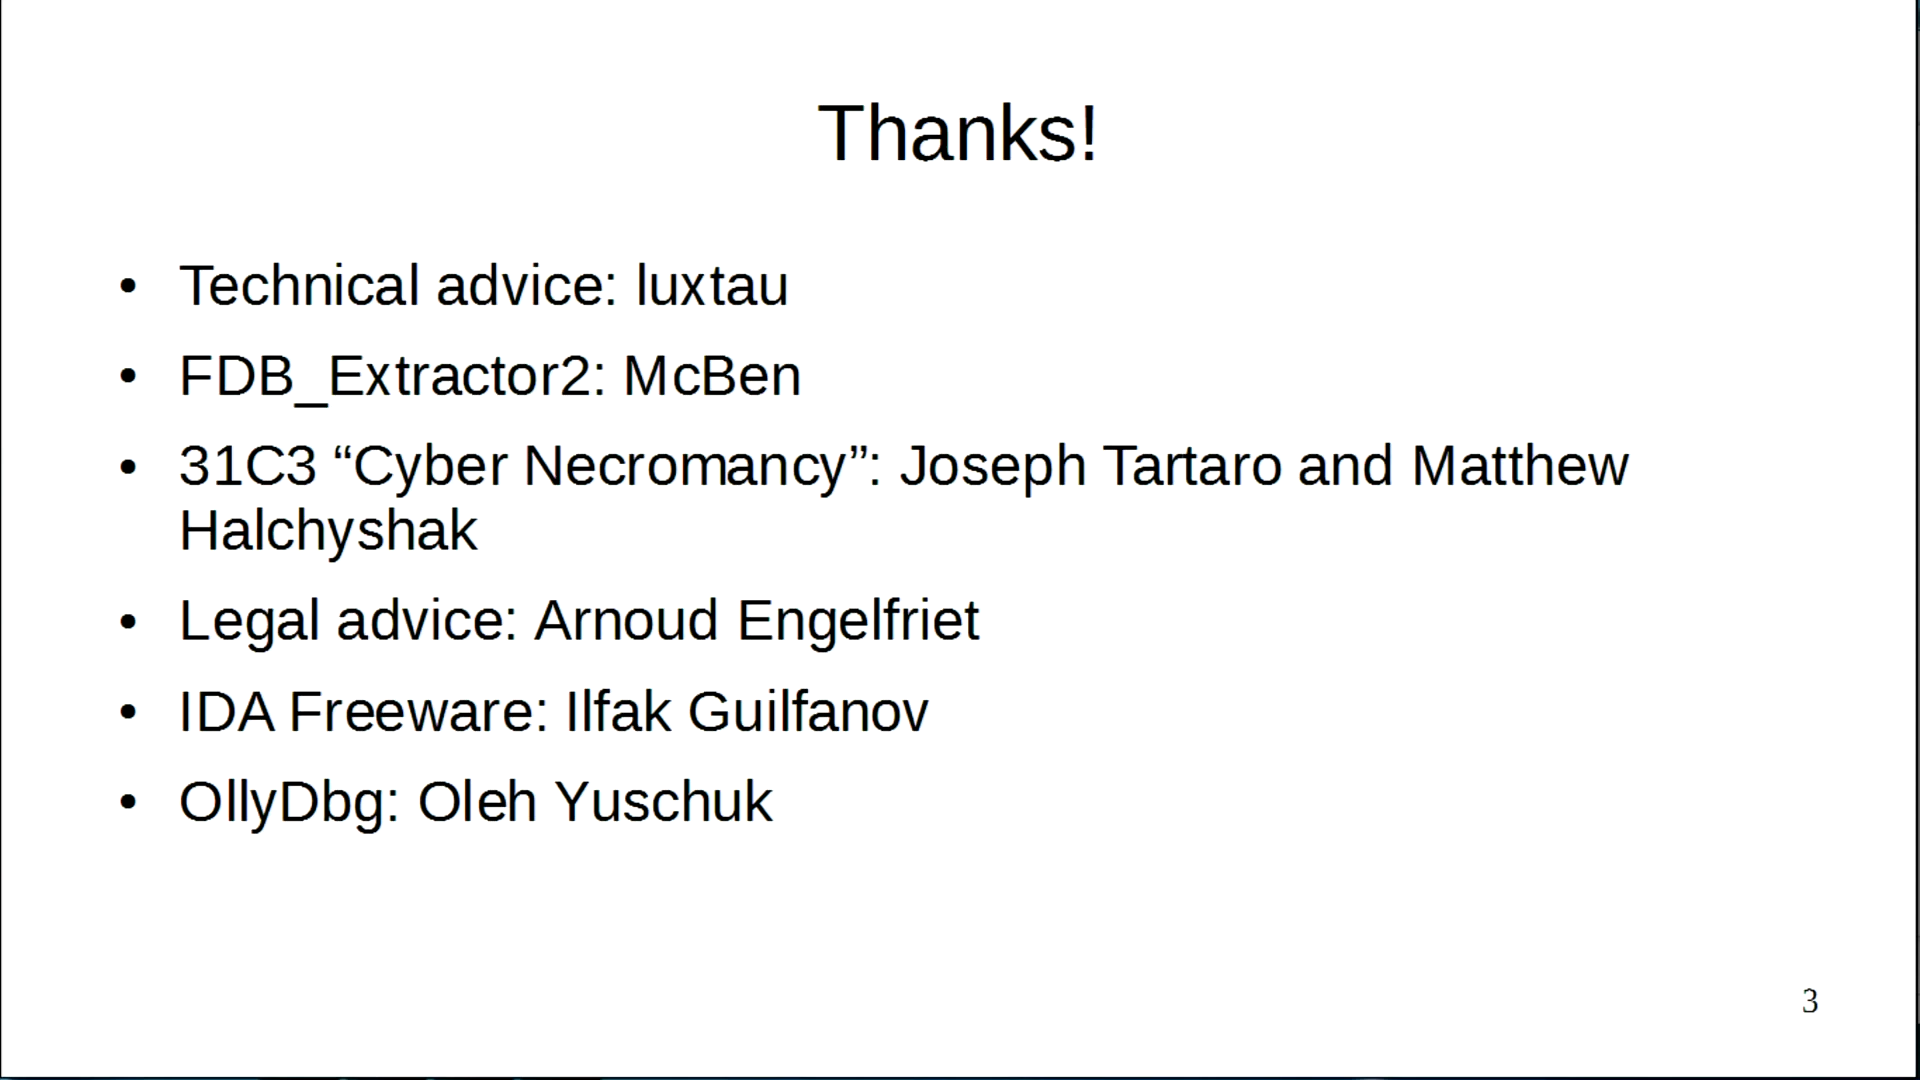 Thanks!
• Technical advice: luxtau
• FDB_Extractor2: McBen
• 31C3 “Cyber Necromancy”: Joseph Tartaro and Matthew
Halchyshak
• Legal advice: Arnoud Engelfriet
• IDA Freeware: Ilfak Guilfanov
• OllyDbg: Oleh Yuschuk
3